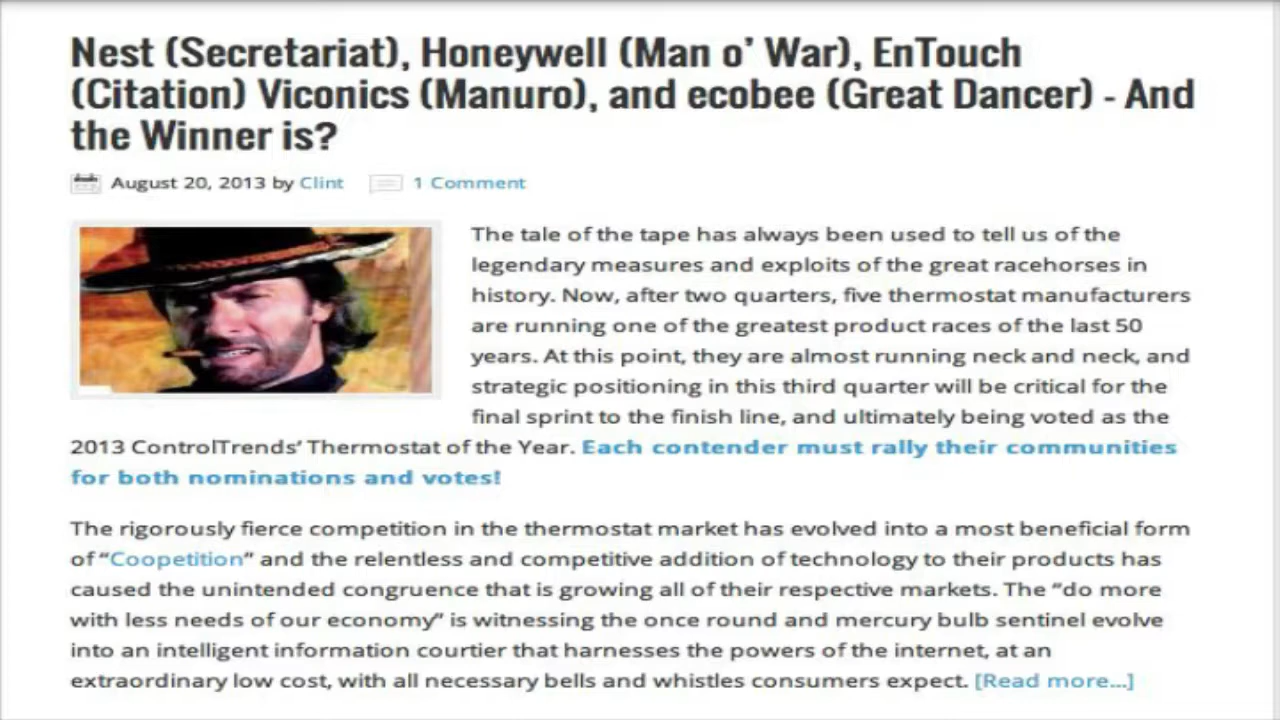 Nest (Secretariat), Honeywell (Man o’ War), EnTouch
(Citation) Viconics (Manuro), and ecobee (Great Dancer) - And
the Winner is?
August 20, 2013 by Clint 1 Comment
The tale of the tape has always been used to tell us of the
legendary measures and exploits of the great racehorses in
history. Now, after two quarters, five thermostat manufacturers
are running one of the greatest product races of the last 50
years. At this point, they are almost running neck and neck, and
strategic positioning in this third quarter will be critical for the
final sprint to the finish line, and ultimately being voted as the
2013 ControlTrends’ Thermostat of the Year. Each contender must rally their communities
for both nominations and votes!
The rigorously fierce competition in the thermostat market has evolved into a most beneficial form
of “Coopetition” and the relentless and competitive addition of technology to their products has
caused the unintended congruence that is growing all of their respective markets. The “do more
with less needs of our economy” is witnessing the once round and mercury bulb sentinel evolve
into an intelligent information courtier that harnesses the powers of the internet, at an
extraordinary low cost, with all necessary bells and whistles consumers expect. [Read more...]